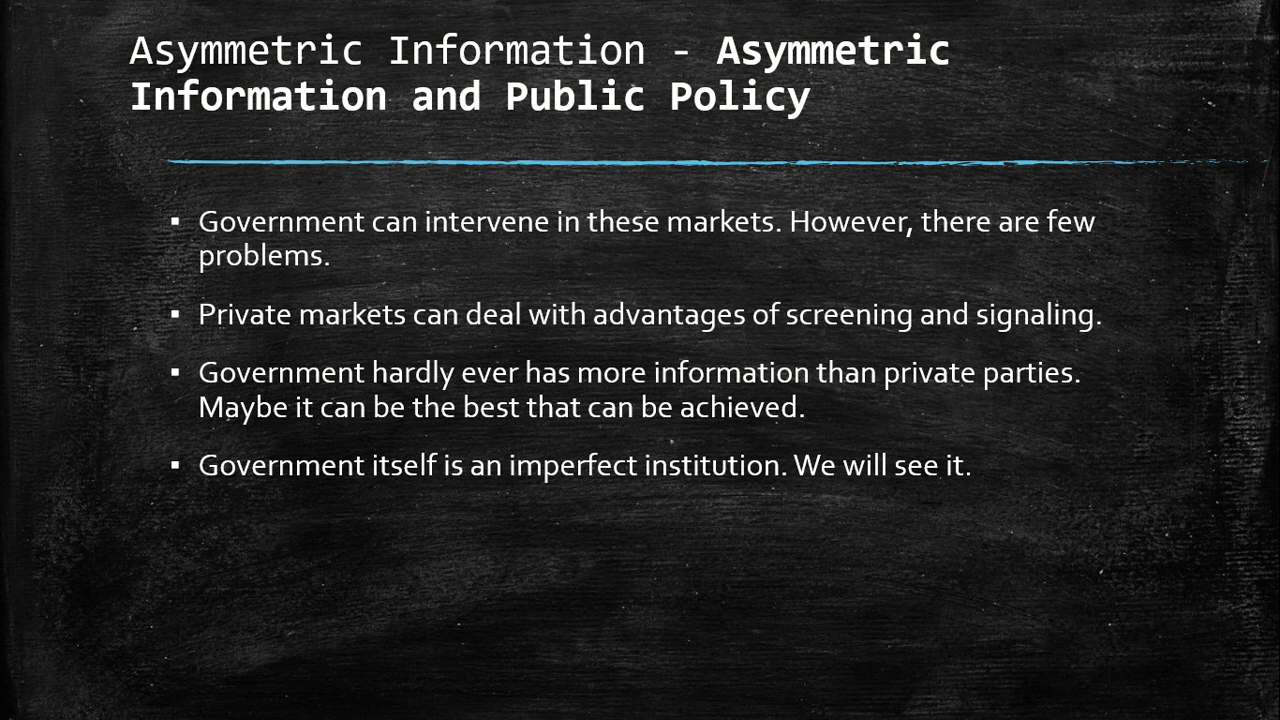 Asymmetric Information - Asymmetric
Information and Public Policy
▪ Government can intervene in these markets. However, there are few
problems.
▪ Private markets can deal with advantages of screening and signaling.
▪ Government hardly ever has more information than private parties.
Maybe it can be the best that can be achieved.
▪ Government itself is an imperfect institution. We will see it.